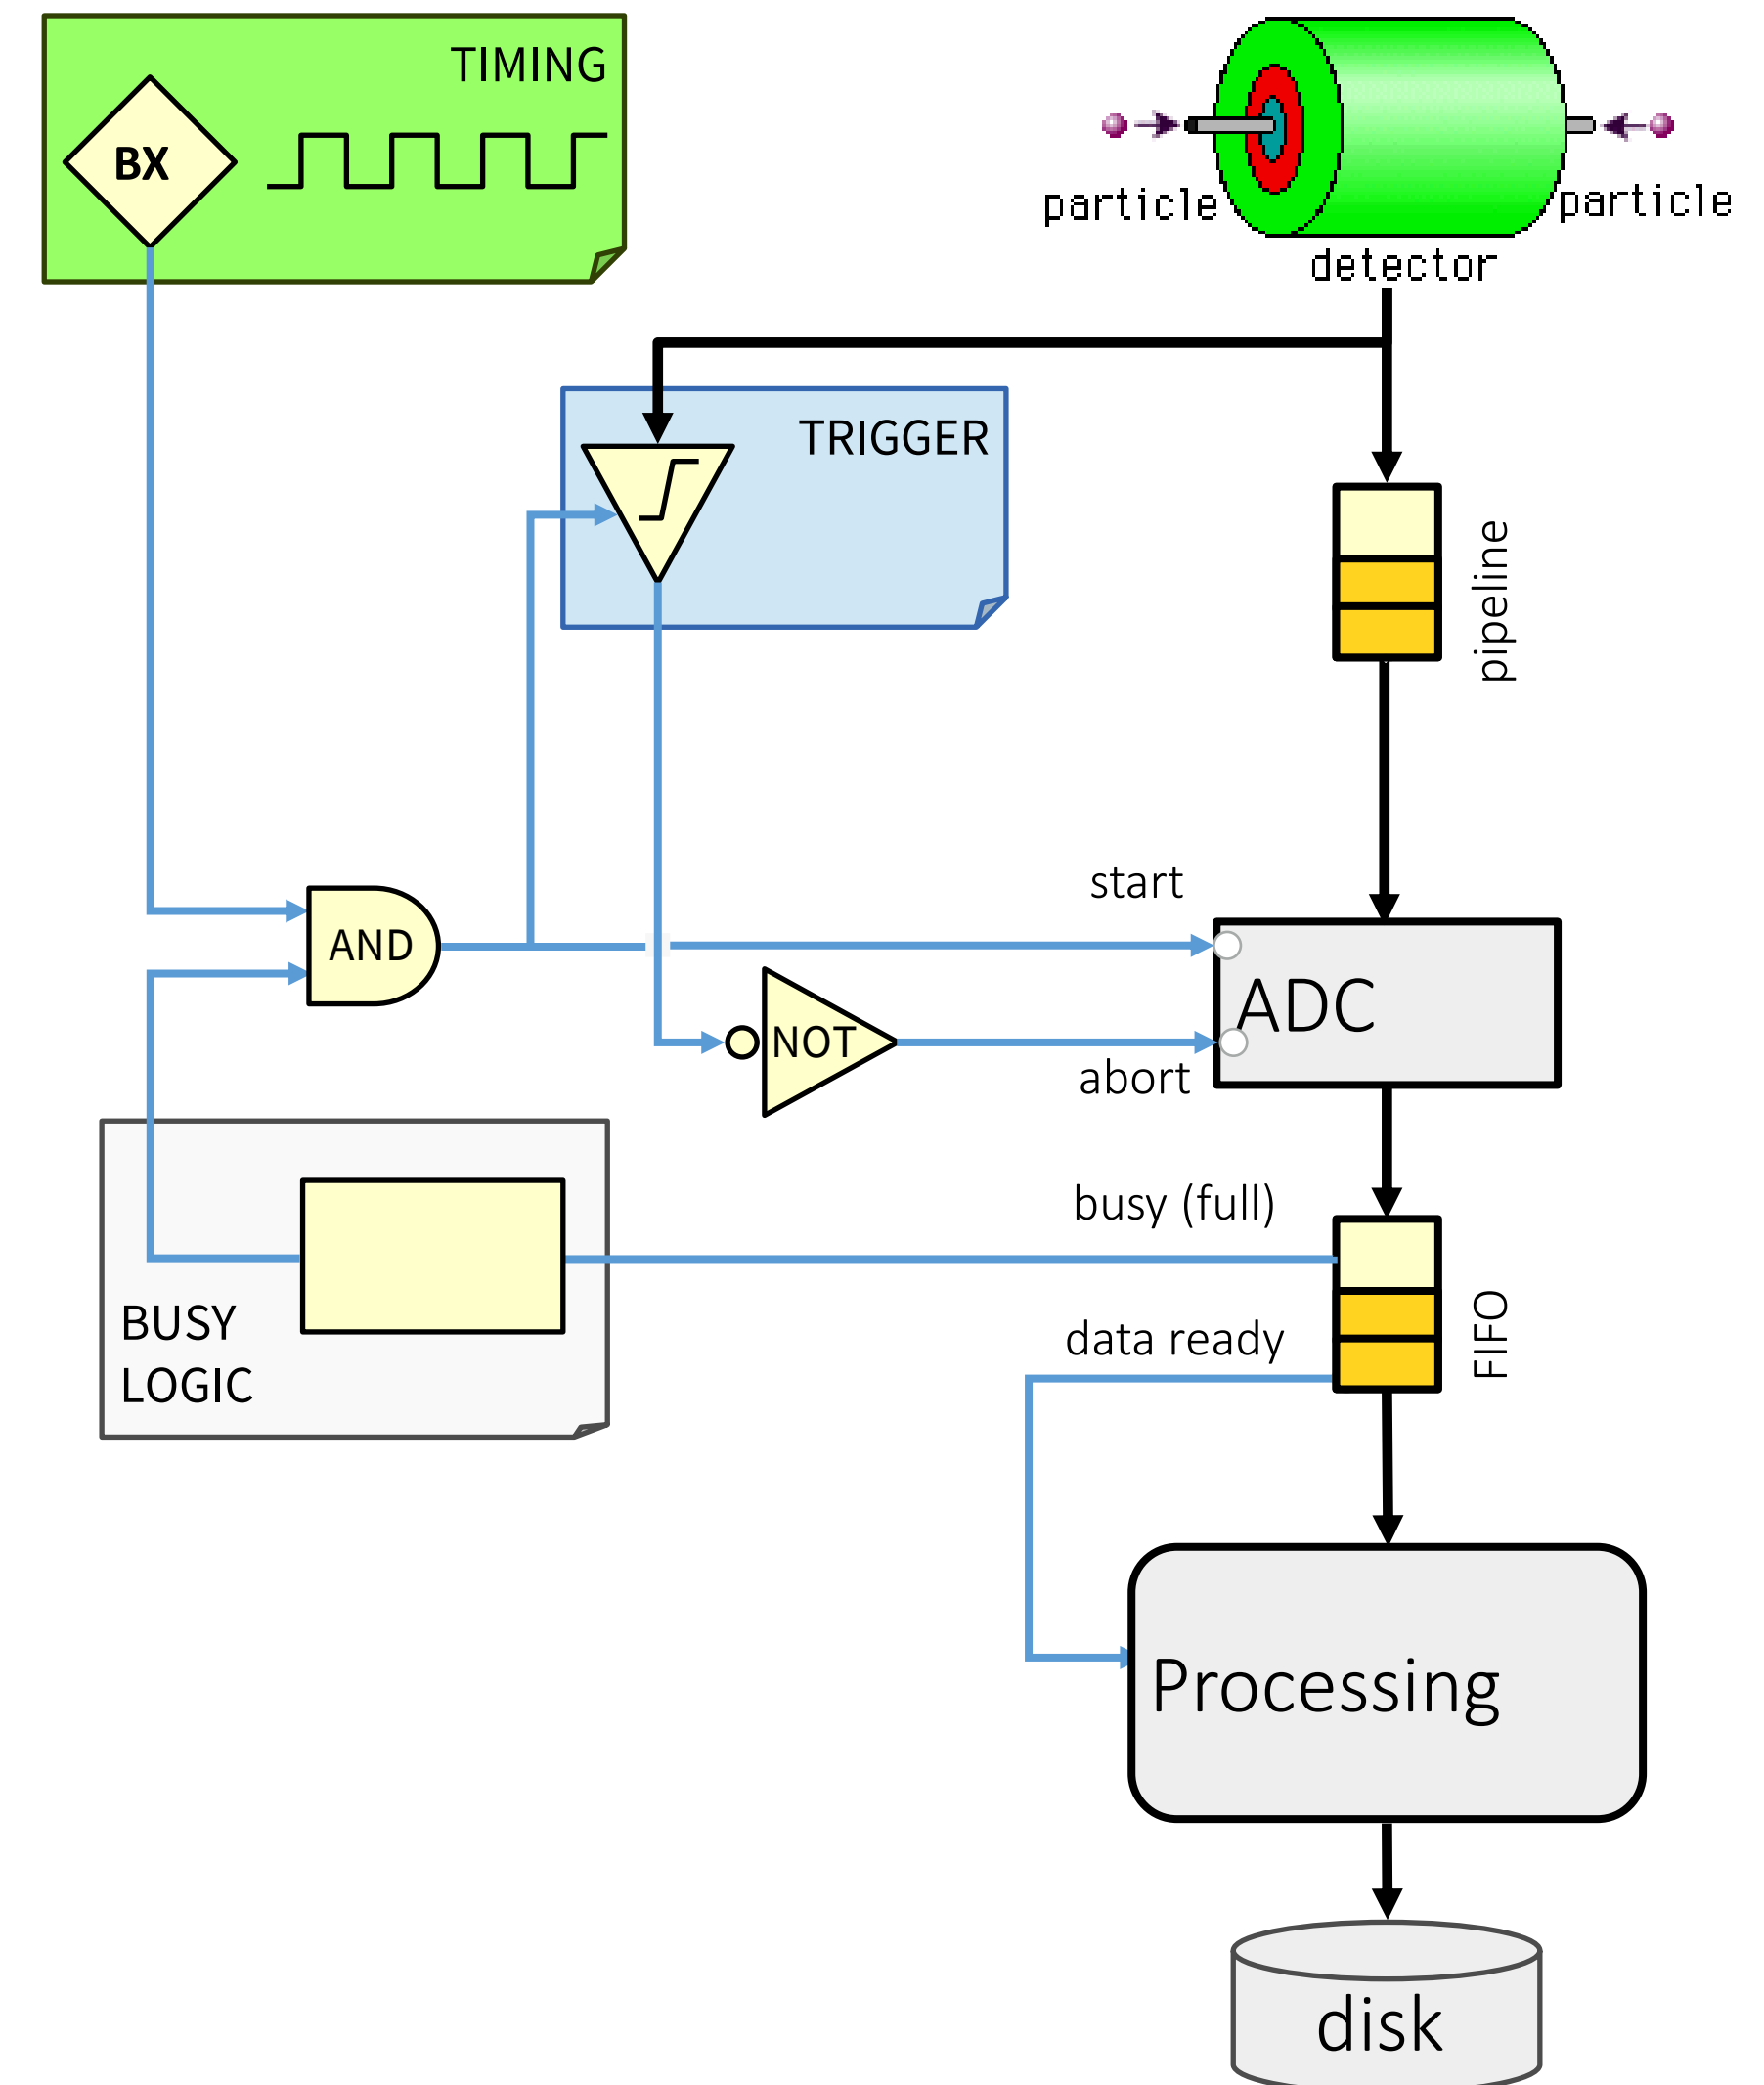 TIMING
BX
particle
particle
detector
TRIGGER
pipeline
start
AND
ADC
NOT
abort
busy (full)
BUSY
LOGIC
data ready
FIFO
Processing
disk